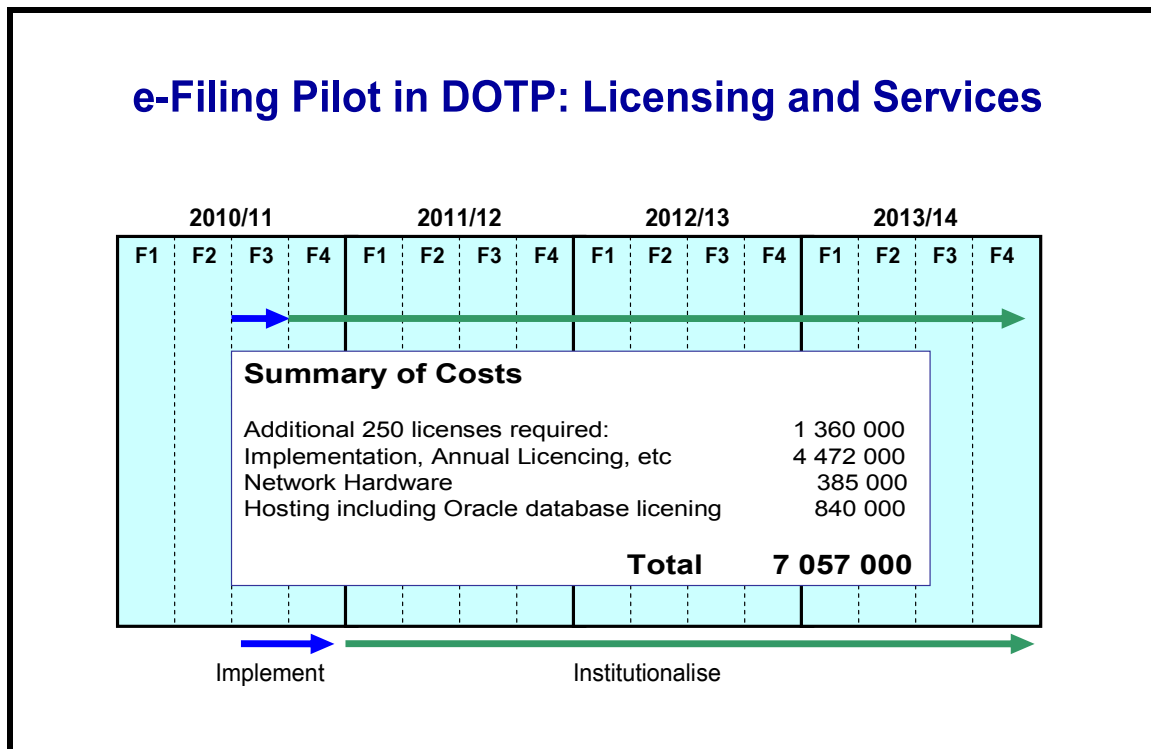 e-Filing Pilot in DOTP: Licensing and Services
2010/11 2011/12 2012/13 2013/14
F1 F2 F3 F4 F1 F2 F3 F4 F1 F2 F3 F4 F1 F2 F3 F4
Summary of Costs
Additional 250 licenses required: 1 360 000
Implementation, Annual Licencing, etc 4 472 000
Network Hardware 385 000
Hosting including Oracle database licening 840 000
Total 7 057 000
Implement Institutionalise